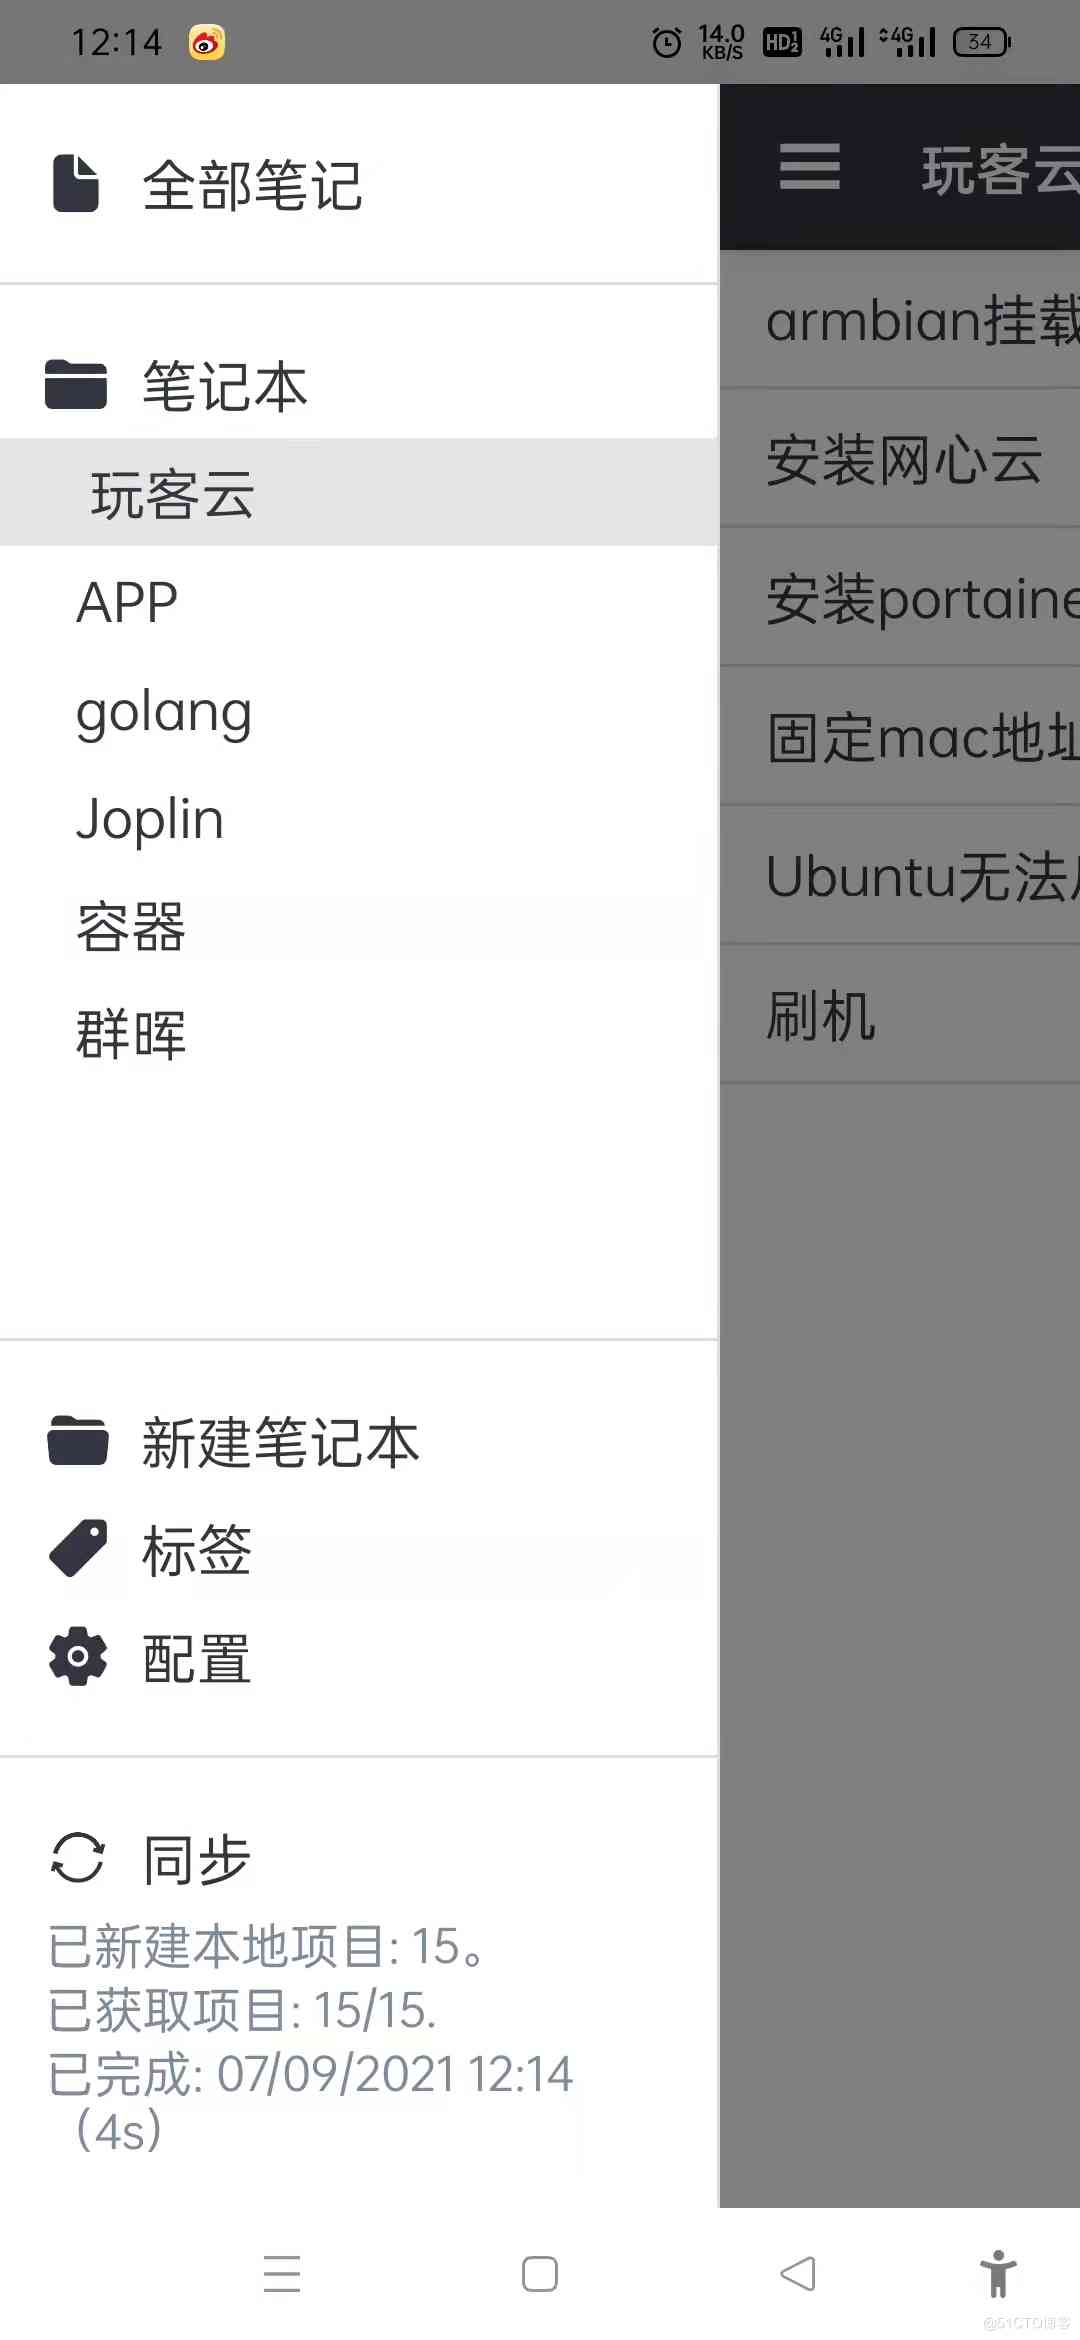 12:14
14.0
KB/S
HD 1 2
4G
4G
34
全部笔记
笔记本
玩客云
APP
golang
Joplin
容器
群晖
新建笔记本
标签
配置
同步
已新建本地项目: 15。
已获取项目: 15/15.
已完成: 07/09/2021 12:14
(4s)
玩客云
armbian挂载
安装网心云
安装portaine
固定mac地址
Ubuntu无法
刷机
@51CTO博客